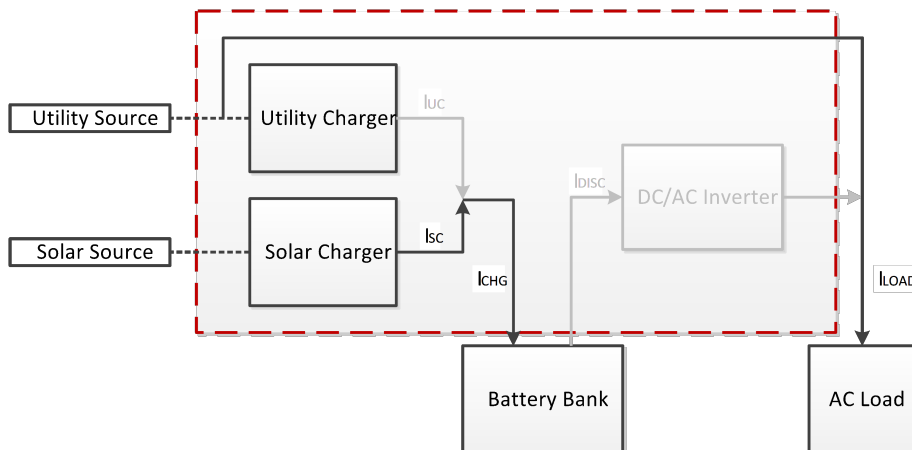 Utility Source
Utility Charger
IUC
Solar Source
Solar Charger
ISC
ICHG
IDISC
DC/AC Inverter
ILOAD
Battery Bank
AC Load